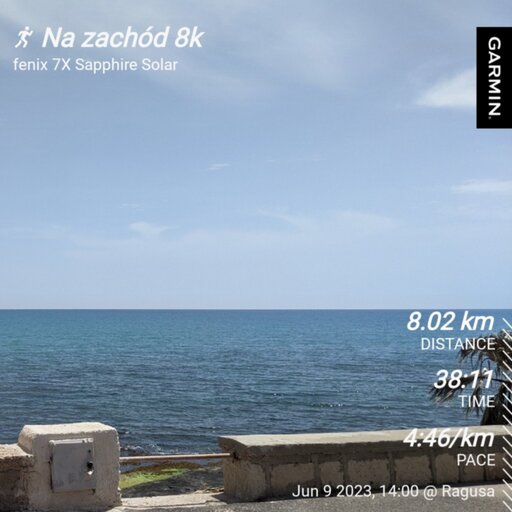 Na zachód 8k
fenix 7X Sapphire Solar
GARMIN.
8.02 km
DISTANCE
38:11
TIME
4:46/km
PACE
Jun 9 2023, 14:00 @ Ragusa